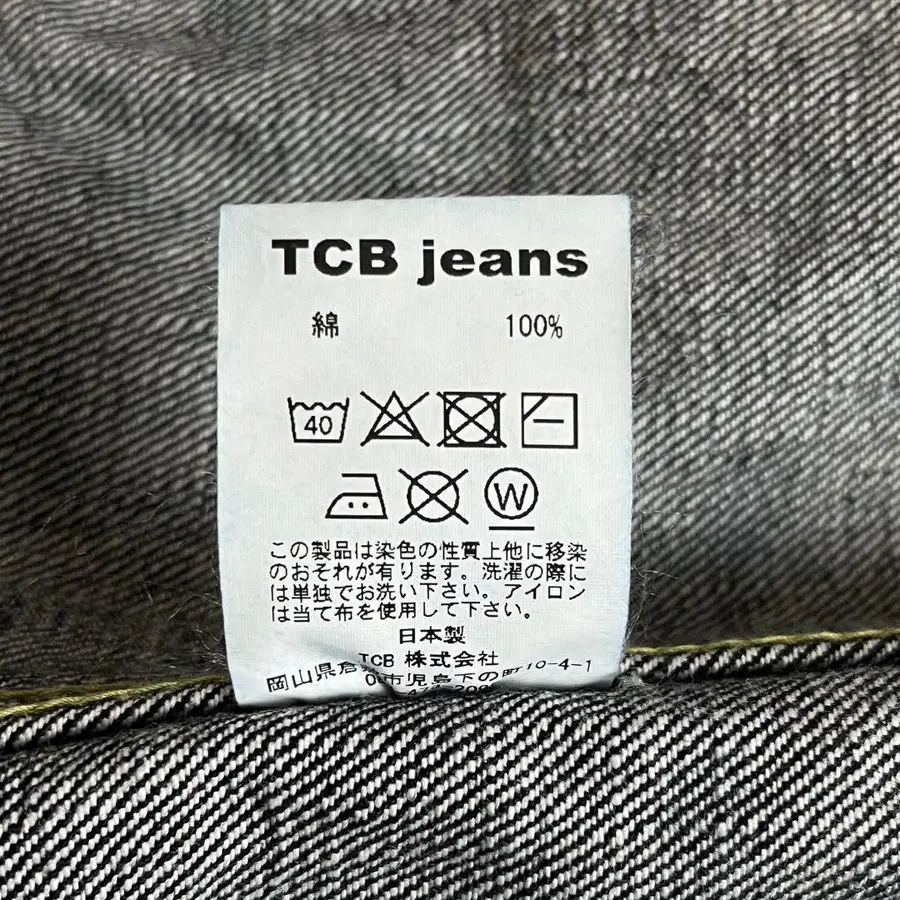 TCB jeans
綿 100%
40
W
この製品は染色の性質上他に移染
のおそれが有ります。洗濯の際に
は単独でお洗い下さい。アイロン
は当て布を使用して下さい。
日本製
TCB 株式会社
岡山県倉 市児島下の町10-4-1